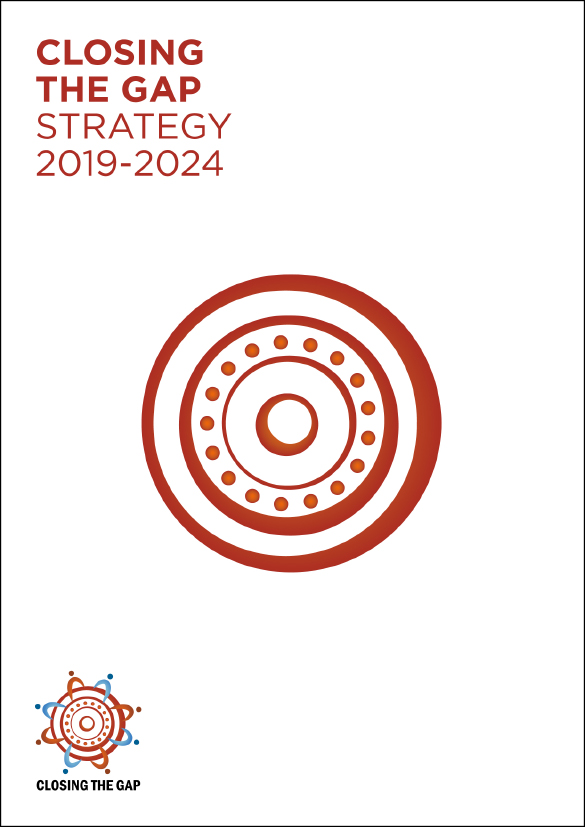 CLOSING
THE GAP
STRATEGY
2019-2024
CLOSING THE GAP